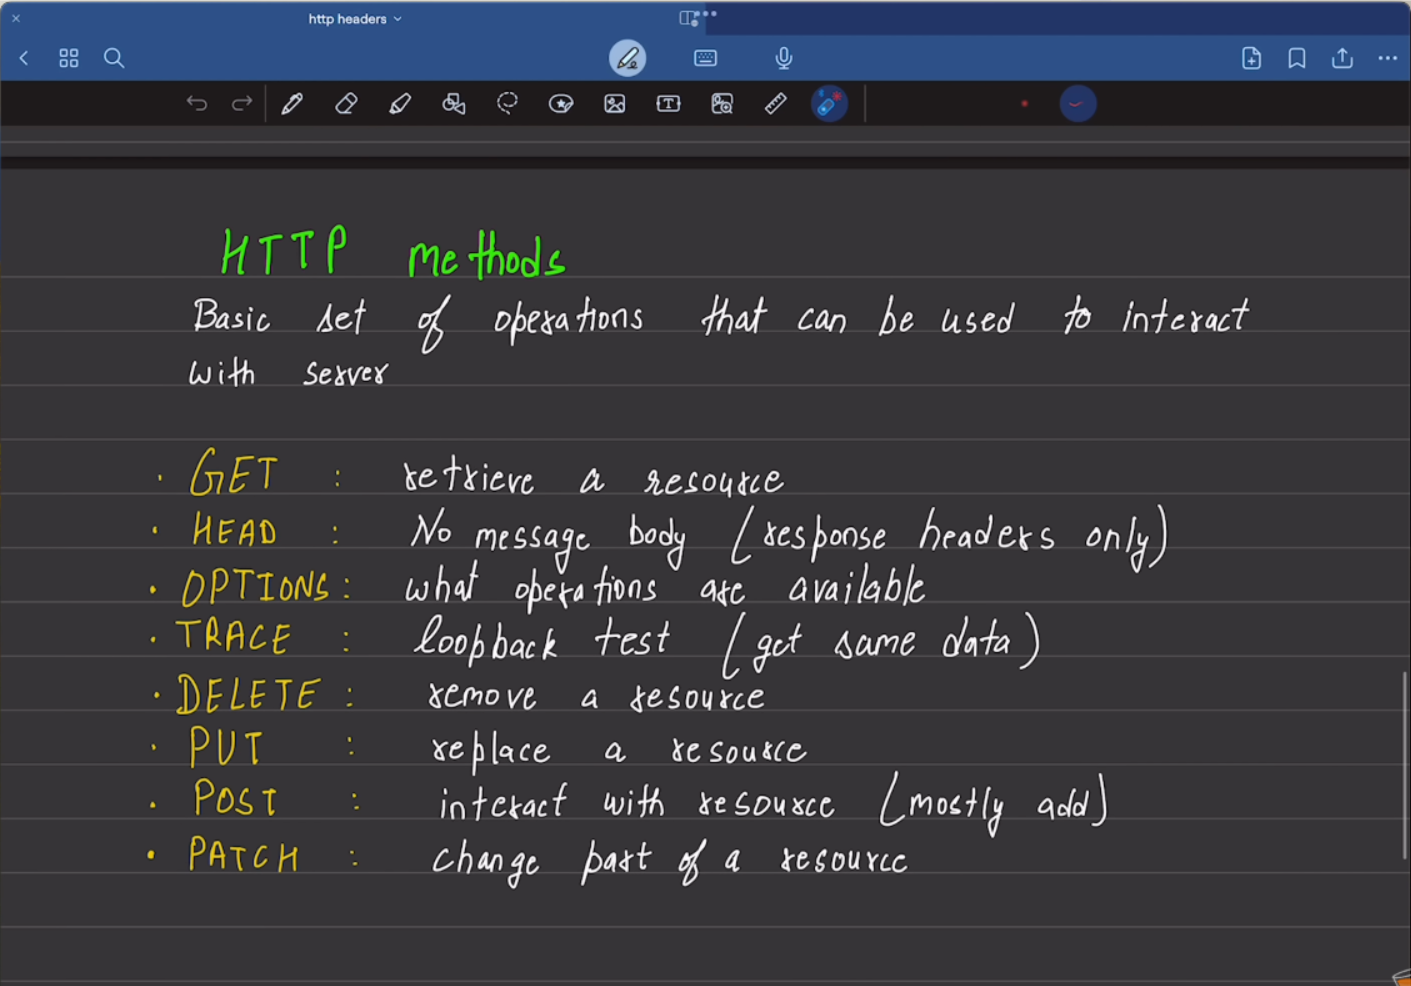 http headers
HTTP methods
Basic set of operations that can be used to interact
with server
· GET : retrieve a resource
· HEAD : No message body (response headers only)
· OPTIONS : what operations are available
· TRACE : loopback test (get same data)
· DELETE : remove a resource
· PUT : replace a resource
· POST : interact with resource (mostly add)
· PATCH : change part of a resource